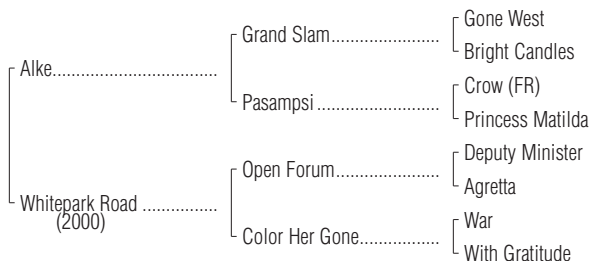 Gone West
Grand Slam........................
Bright Candles
Alke..................................
Crow (FR)
Pasampsi..........................
Princess Matilda
Deputy Minister
Open Forum......................
Agretta
Whitepark Road ................
(2000)
War
Color Her Gone.................
With Gratitude